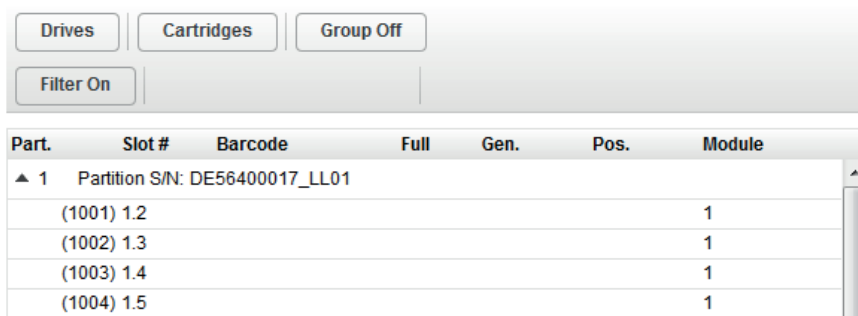 Drives Cartridges Group Off
Filter On
Part. Slot # Barcode Full Gen. Pos. Module
1 Partition S/N: DE56400017_LL01
(1001) 1.2 1
(1002) 1.3 1
(1003) 1.4 1
(1004) 1.5 1